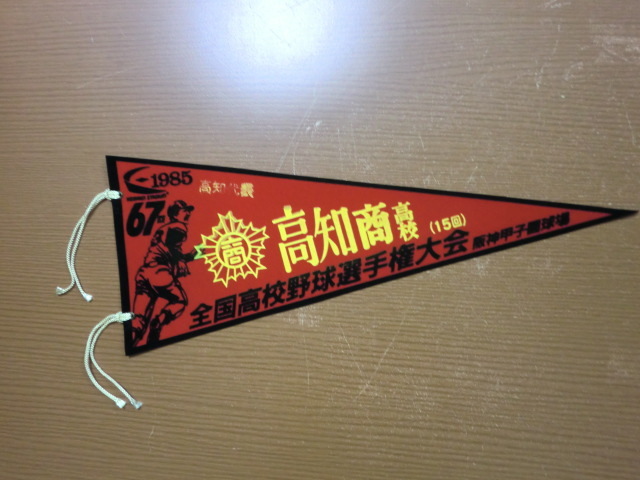 1985
67回
高知代表
商
高知商高校(15回)
全国高校野球選手権大会 阪神甲子園球場